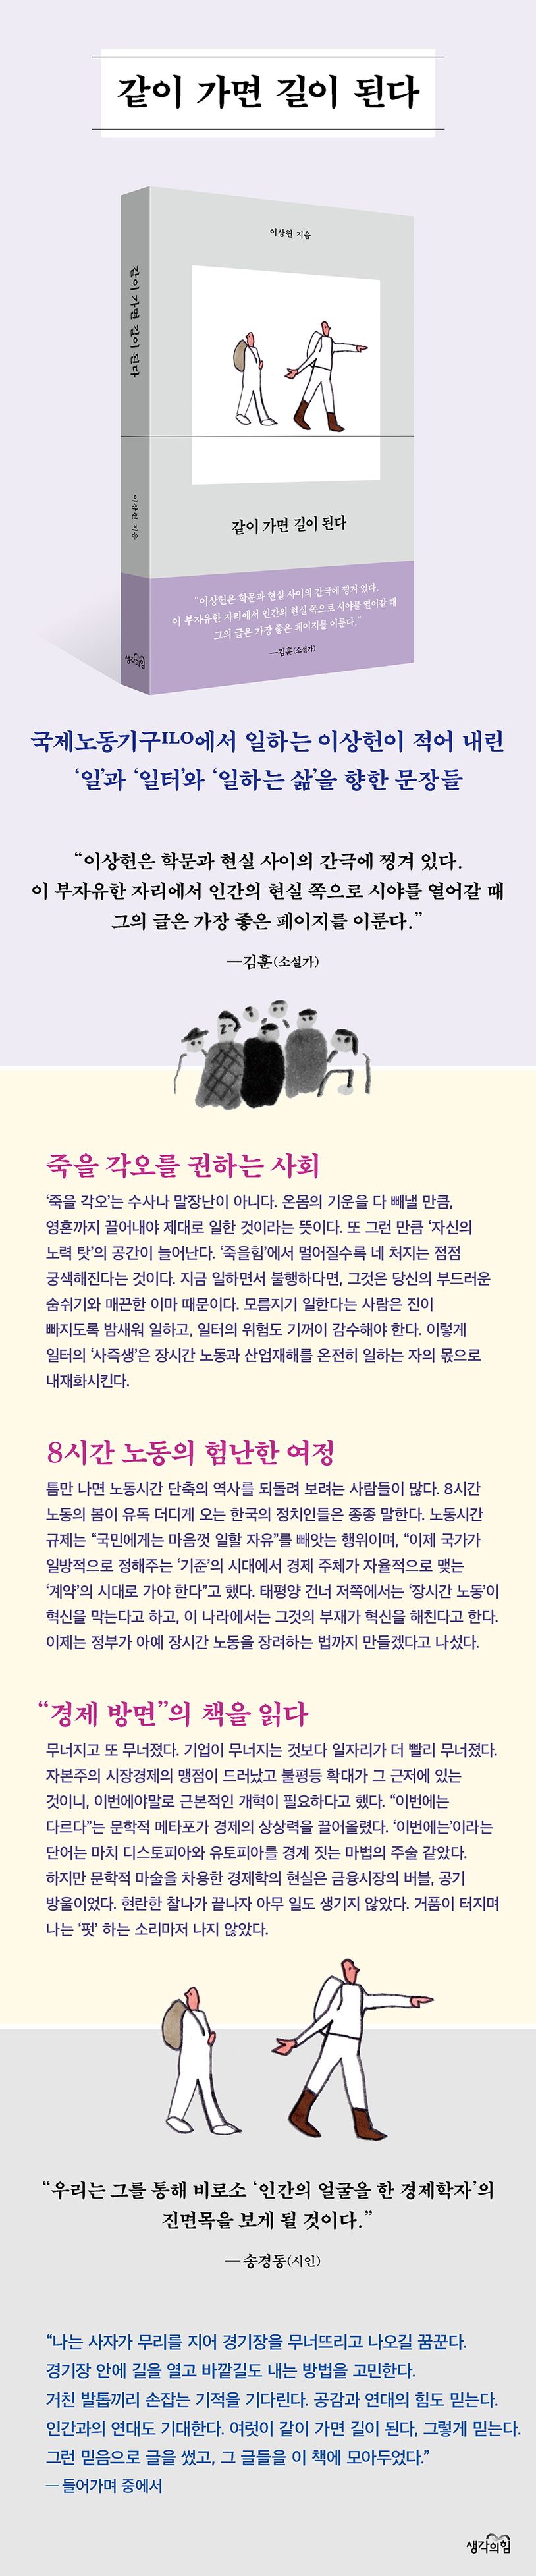 같이 가면 길이 된다
이상헌 지음
같이 가면 길이 된다
이상헌 지음
같이 가면 길이 된다
“이상헌은 학문과 현실 사이의 간극에 찡겨 있다.
이 부자유한 자리에서 인간의 현실 쪽으로 시야를 열어갈 때
그의 글은 가장 좋은 페이지를 이룬다.”
—김훈(소설가)
생각의힘
국제노동기구ILO에서 일하는 이상헌이 적어 내린
‘일’과 ‘일터’와 ‘일하는 삶’을 향한 문장들
“이상헌은 학문과 현실 사이의 간극에 찡겨 있다.
이 부자유한 자리에서 인간의 현실 쪽으로 시야를 열어갈 때
그의 글은 가장 좋은 페이지를 이룬다.”
—김훈(소설가)
죽을 각오를 권하는 사회
‘죽을 각오’는 수사나 말장난이 아니다. 온몸의 기운을 다 빼낼 만큼,
영혼까지 끌어내야 제대로 일한 것이라는 뜻이다. 또 그런 만큼 ‘자신의
노력 탓’의 공간이 늘어난다. ‘죽을힘’에서 멀어질수록 네 처지는 점점
궁색해진다는 것이다. 지금 일하면서 불행하다면, 그것은 당신의 부드러운
숨쉬기와 매끈한 이마 때문이다. 모름지기 일한다는 사람은 진이
빠지도록 밤새워 일하고, 일터의 위험도 기꺼이 감수해야 한다. 이렇게
일터의 ‘사즉생’은 장시간 노동과 산업재해를 온전히 일하는 자의 몫으로
내재화시킨다.
8시간 노동의 험난한 여정
틈만 나면 노동시간 단축의 역사를 되돌려 보려는 사람들이 많다. 8시간
노동의 봄이 유독 더디게 오는 한국의 정치인들은 종종 말한다. 노동시간
규제는 “국민에게는 마음껏 일할 자유”를 빼앗는 행위이며, “이제 국가가
일방적으로 정해주는 ‘기준’의 시대에서 경제 주체가 자율적으로 맺는
‘계약’의 시대로 가야 한다”고 했다. 태평양 건너 저쪽에서는 ‘장시간 노동’이
혁신을 막는다고 하고, 이 나라에서는 그것의 부재가 혁신을 해친다고 한다.
이제는 정부가 아예 장시간 노동을 장려하는 법까지 만들겠다고 나섰다.
“경제 방면”의 책을 읽다
무너지고 또 무너졌다. 기업이 무너지는 것보다 일자리가 더 빨리 무너졌다.
자본주의 시장경제의 맹점이 드러났고 불평등 확대가 그 근저에 있는
것이니, 이번에야말로 근본적인 개혁이 필요하다고 했다. “이번에는
다르다”는 문학적 메타포가 경제의 상상력을 끌어올렸다. ‘이번에는’이라는
단어는 마치 디스토피아와 유토피아를 경계 짓는 마법의 주술 같았다.
하지만 문학적 마술을 차용한 경제학의 현실은 금융시장의 버블, 공기
방울이었다. 현란한 찰나가 끝나자 아무 일도 생기지 않았다. 거품이 터지며
나는 ‘펏’ 하는 소리마저 나지 않았다.
“우리는 그를 통해 비로소 ‘인간의 얼굴을 한 경제학자’의
진면목을 보게 될 것이다.”
—송경동(시인)
“나는 사자가 무리를 지어 경기장을 무너뜨리고 나오길 꿈꾼다.
경기장 안에 길을 열고 바깥길도 내는 방법을 고민한다.
거친 발톱끼리 손잡는 기적을 기다린다. 공감과 연대의 힘도 믿는다.
인간과의 연대도 기대한다. 여럿이 같이 가면 길이 된다, 그렇게 믿는다.
그런 믿음으로 글을 썼고, 그 글들을 이 책에 모아두었다.”
— 들어가며 중에서
생각의힘